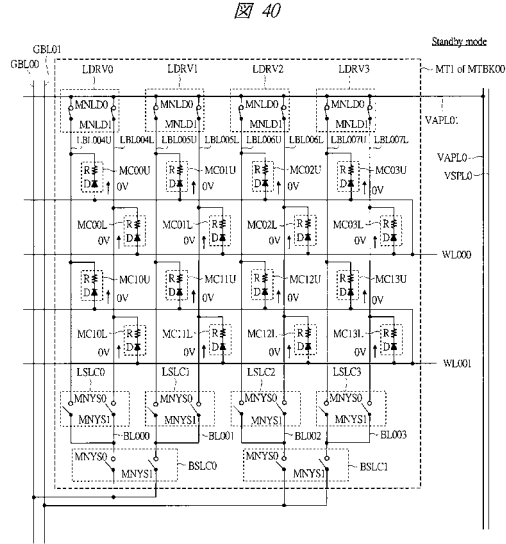 図 40
Standby mode
GBL01
GBL00
LDRV0 LDRV1 LDRV2 LDRV3
MT1 of MTBK00
MNLD0 MNLD0 MNLD0 MNLD0
MNLD1 MNLD1 MNLD1 MNLD1
VAPL01
LBL004U LBL004L LBL005U LBL005L LBL006U LBL006L LBL007U LBL007L
VAPL0
VSPL0
R MC00U R MC01U R MC02U R MC03U
D D D D
0V 0V 0V 0V
MC00L R MC01L R MC02L R MC03L R
0V D 0V D 0V D 0V D
WL000
R MC10U R MC11U R MC12U R MC13U
D D D D
0V 0V 0V 0V
MC10L R MC11L R MC12L R MC13L R
0V D 0V D 0V D 0V D
WL001
LSLC0 LSLC1 LSLC2 LSLC3
MNYS0 MNYS0 MNYS0 MNYS0
MNYS1 MNYS1 MNYS1 MNYS1
BL000 BL001 BL002 BL003
MNYS0 MNYS0
MNYS1 BSLC0 MNYS1 BSLC1